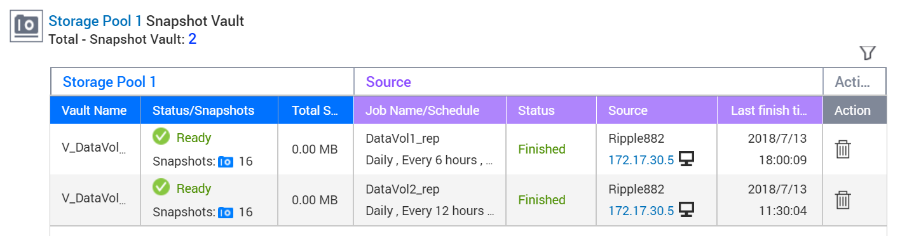 Storage Pool 1 Snapshot Vault
Total - Snapshot Vault: 2
Storage Pool 1 Source Acti...
Vault Name Status/Snapshots Total S... Job Name/Schedule Status Source Last finish ti... Action
V_DataVol_ Ready Snapshots: 16 0.00 MB DataVol1_rep Daily , Every 6 hours , ... Finished Ripple882 172.17.30.5 2018/7/13 18:00:09
V_DataVol_ Ready Snapshots: 16 0.00 MB DataVol2_rep Daily , Every 12 hours ... Finished Ripple882 172.17.30.5 2018/7/13 11:30:04